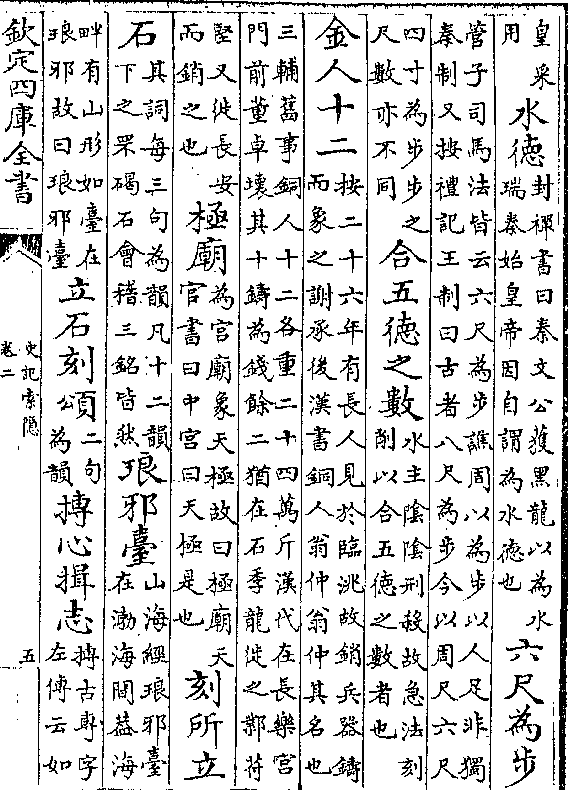 皇采
用
水德
封禪書曰秦文公獲黑龍以為水
瑞秦始皇帝因自謂為水德也
六尺為步
管子司馬法皆云六尺為步譙周以為步以人足非獨
秦制又按禮記王制曰古者八尺為步今以周尺六尺
四寸為步步之
尺數亦不同
合五德之數
水主陰陰刑殺故急法刻
削以合五德之數者也
金人十二
按二十六年有長人見於臨洮故銷兵器鑄
而象之謝承後漢書銅人翁仲翁仲其名也
三輔舊事銅人十二各重二十四萬斤漢代在長樂宮
門前董卓壞其十鑄為錢餘二猶在石季龍徙之鄴苻
堅又徙長安
而銷之也
極廟
為宮廟象天極故曰極廟天
官書曰中宮曰天極是也
刻所立
石
其詞每三句為韻凡十二韻
下之罘碣石會稽三銘皆然
琅邪臺
山海經琅邪臺
在渤海間葢海
畔有山形如臺在
琅邪故曰琅邪臺
立石刻頌
二句
為韻
搏心揖志
搏古專字
左傳云如
欽定四庫全書
史記索隱
卷二
五